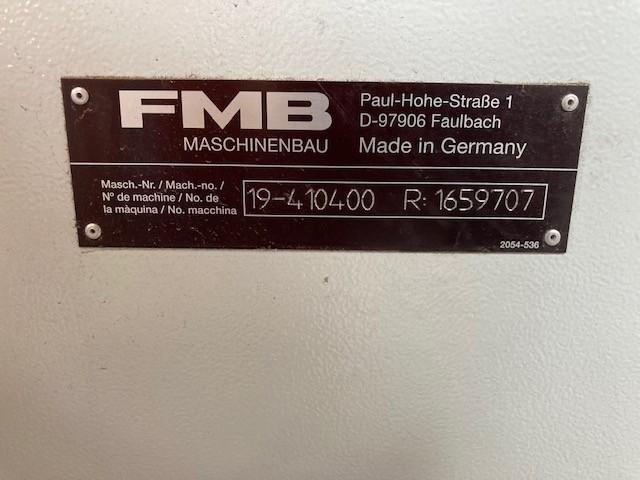 FMB
MASCHINENBAU
Paul-Hohe-Straße 1
D-97906 Faulbach
Made in Germany
Masch.-Nr. / Mach.-no. /
N° de machine / No. de
la màquina / No. macchina
19-410400 R: 1659707
2054-536